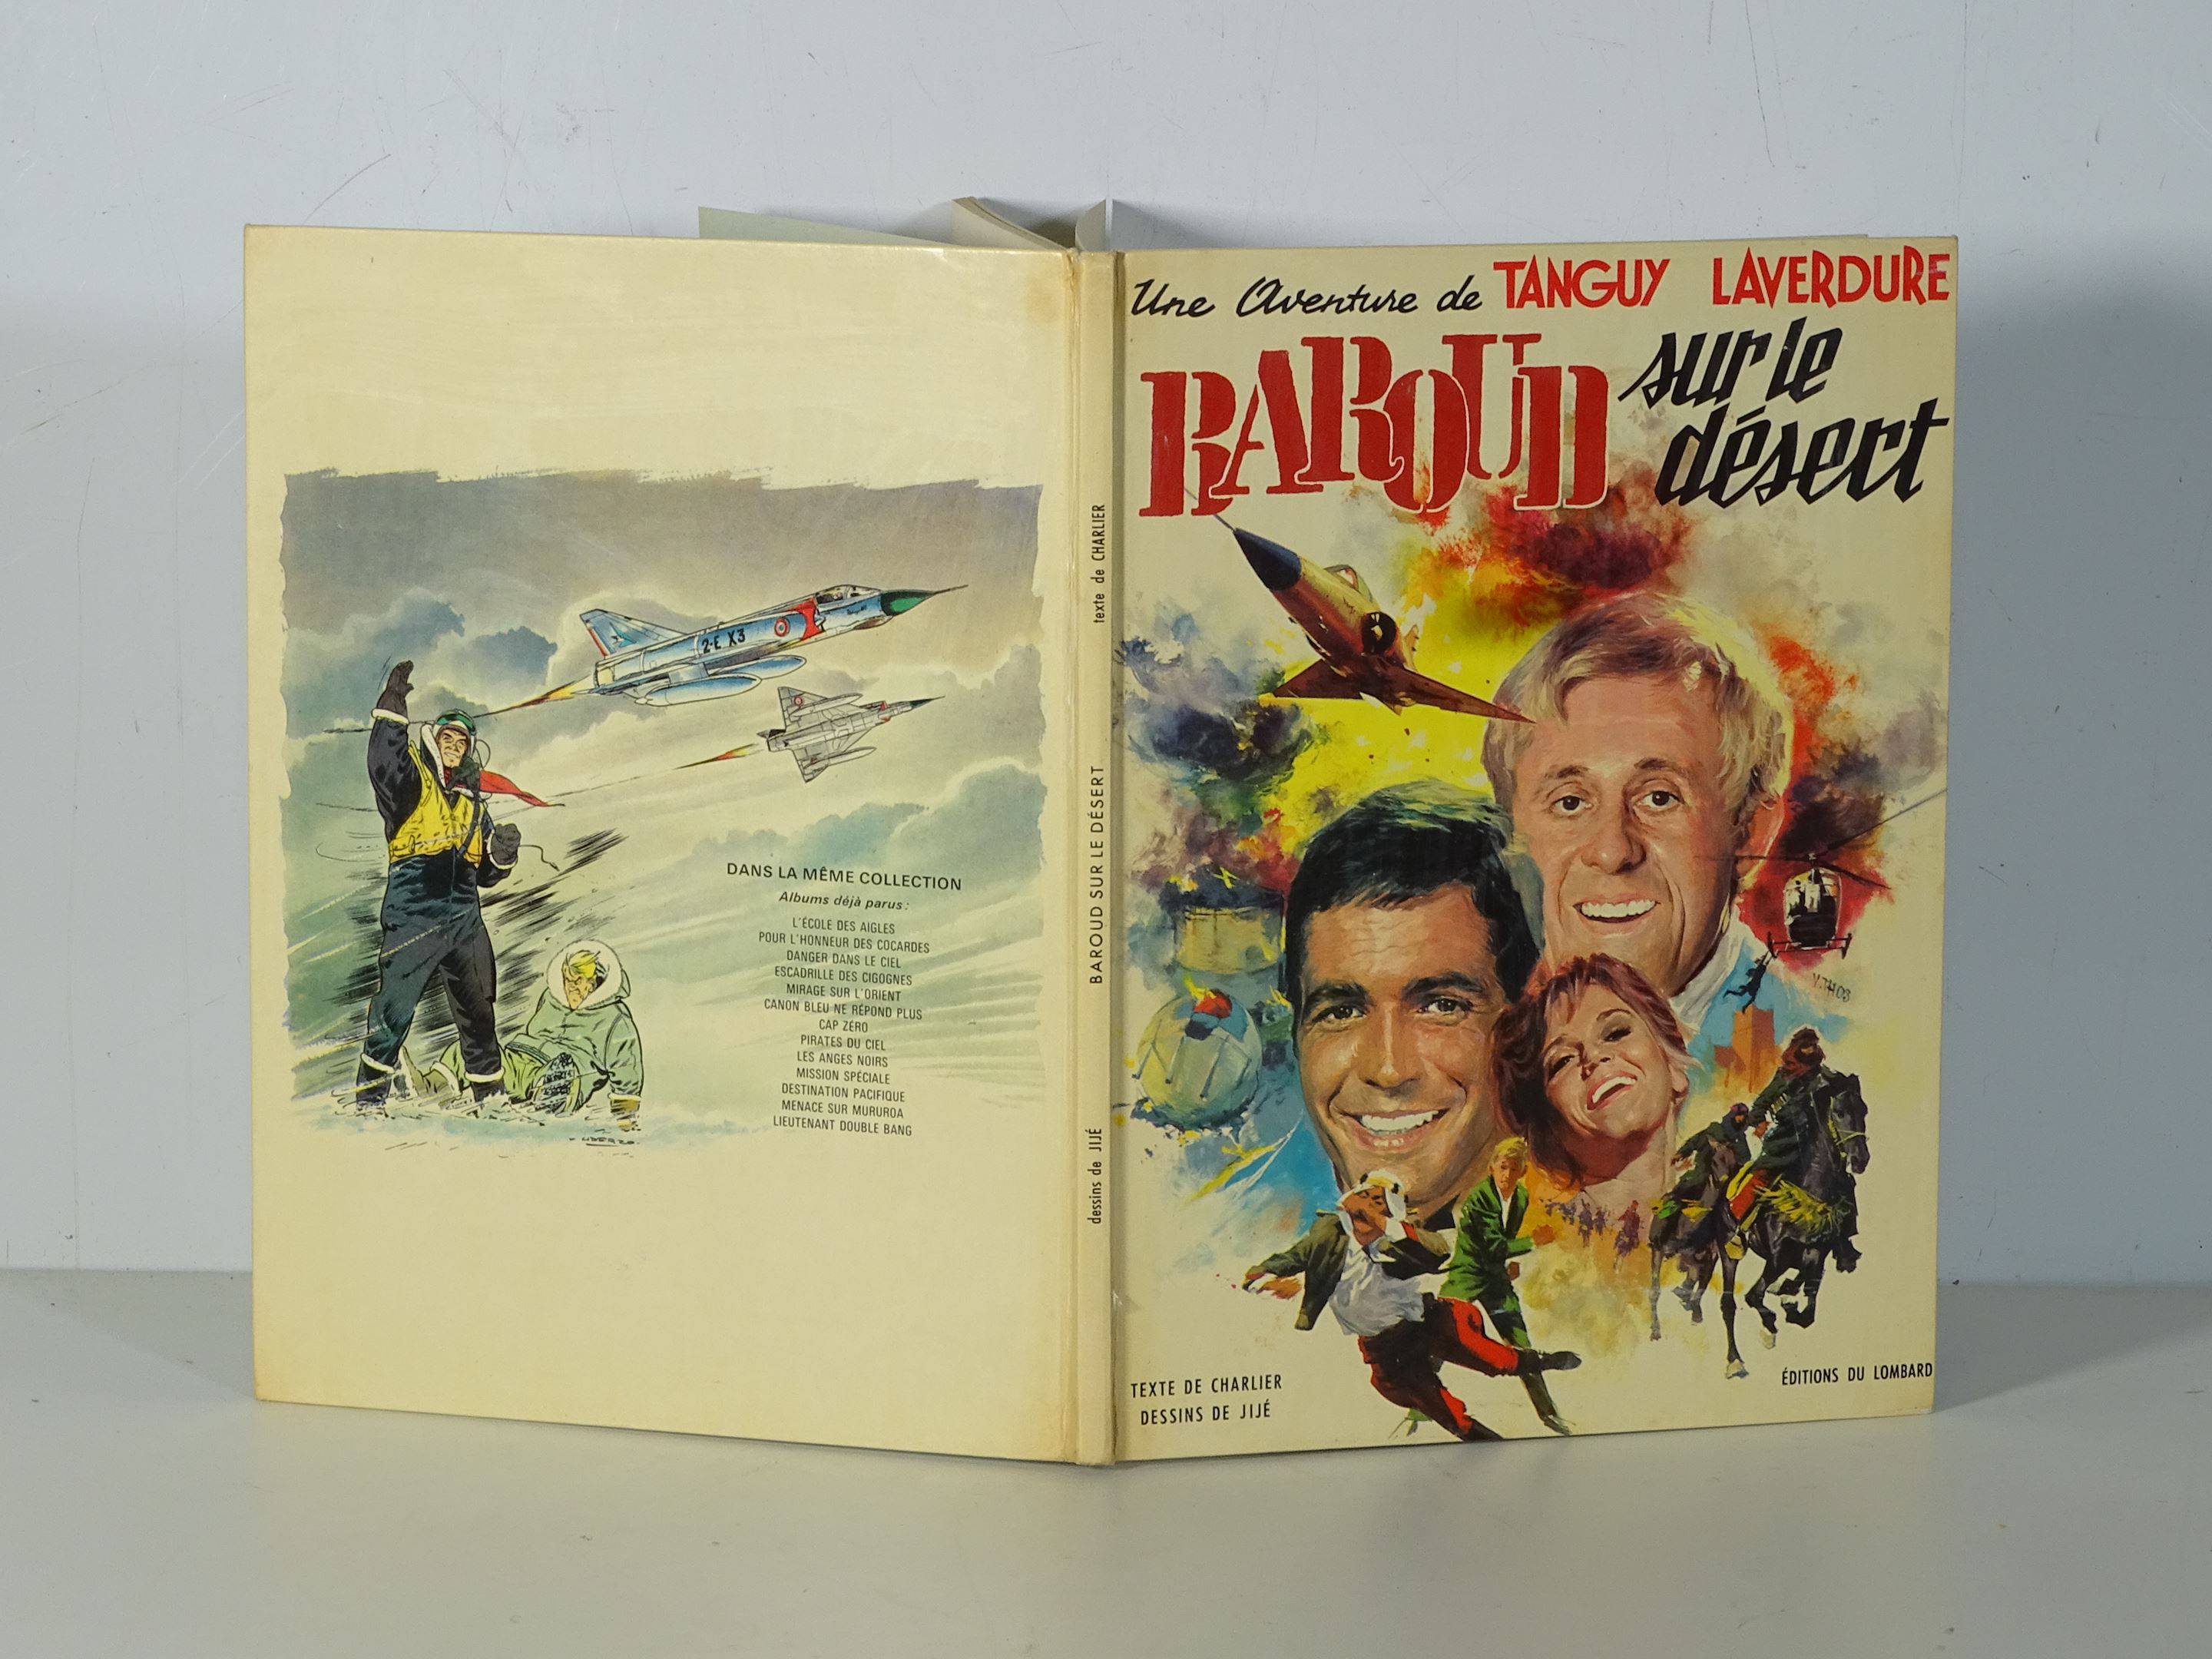 DANS LA MÊME COLLECTION
Albums déjà parus :
L'ÉCOLE DES AIGLES
POUR L'HONNEUR DES COCARDES
DANGER DANS LE CIEL
ESCADRILLE DES CIGOGNES
MIRAGE SUR L'ORIENT
CANON BLEU NE RÉPOND PLUS
CAP ZÉRO
PIRATES DU CIEL
LES ANGES NOIRS
MISSION SPÉCIALE
DESTINATION PACIFIQUE
MENACE SUR MURUROA
LIEUTENANT DOUBLE BANG
2-E X3
UDERZO.
dessins de JIJÉ BAROUD SUR LE DÉSERT texte de CHARLIER
Une Aventure de TANGUY LAVERDURE
BAROUD sur le
désert
Y. THOS
TEXTE DE CHARLIER
DESSINS DE JIJÉ
ÉDITIONS DU LOMBARD